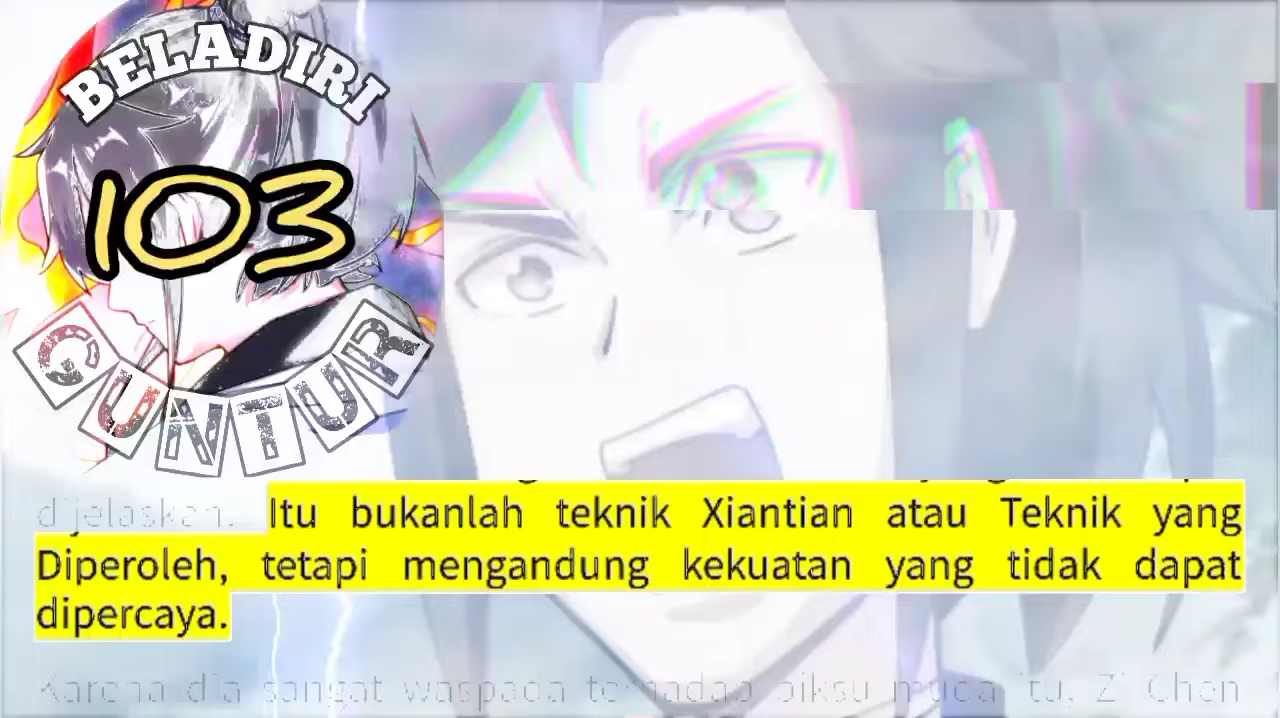 BELADIRI
103
GUNTUR
dijelaskan. Itu bukanlah teknik Xiantian atau Teknik yang
Diperoleh, tetapi mengandung kekuatan yang tidak dapat
dipercaya.
Karena dia sangat waspada terhadap biksu muda itu, Zi Chen